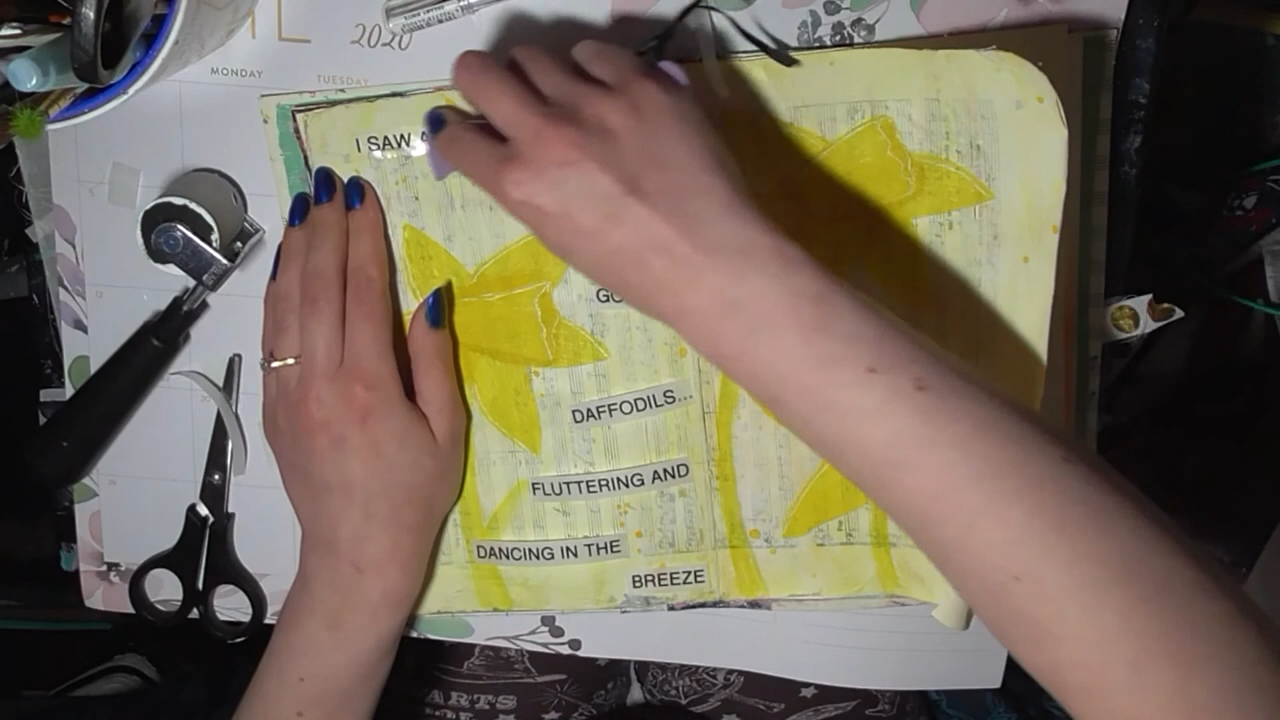 2020
MONDAY
TUESDAY
I SAW
DAFFODILS...
FLUTTERING AND
DANCING IN THE
BREEZE